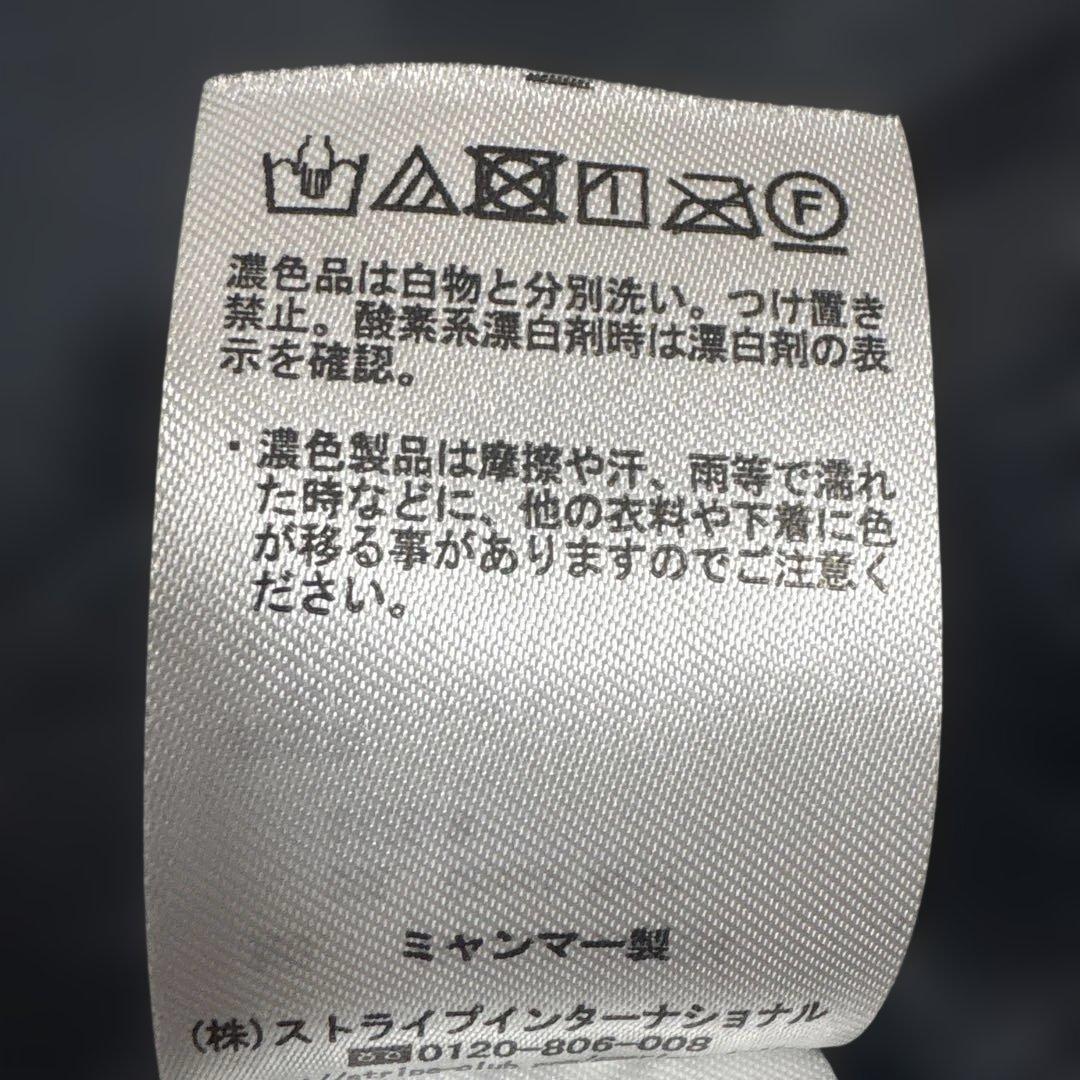 濃色品は白物と分別洗い。つけ置き
禁止。酸素系漂白剤時は漂白剤の表
示を確認。
・濃色製品は摩擦や汗、雨等で濡れ
た時などに、他の衣料や下着に色
が移る事がありますのでご注意く
ださい。
ミャンマー製
(株)ストライプインターナショナル
0120-806-008